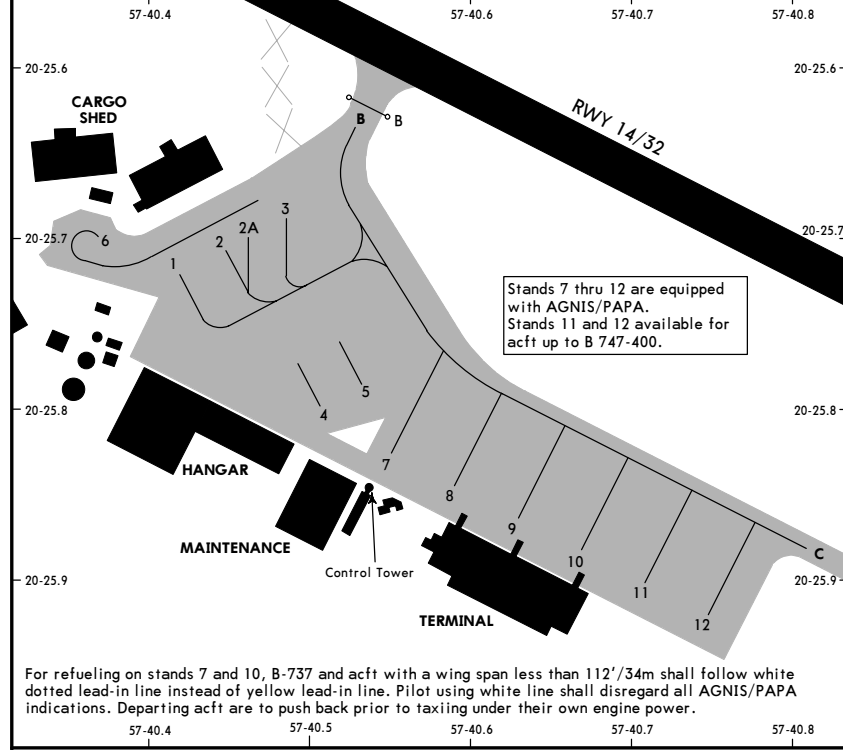 57-40.4 57-40.6 57-40.7 57-40.8
20-25.6 20-25.6
CARGO
SHED
RWY 14/32
B B
20-25.7 20-25.7
6 1 2 2A 3
Stands 7 thru 12 are equipped
with AGNIS/PAPA.
Stands 11 and 12 available for
acft up to B 747-400.
20-25.8 20-25.8
4 5
7
8
9
10
11
12
C
HANGAR
MAINTENANCE
Control Tower
TERMINAL
20-25.9 20-25.9
For refueling on stands 7 and 10, B-737 and acft with a wing span less than 112'/34m shall follow white
dotted lead-in line instead of yellow lead-in line. Pilot using white line shall disregard all AGNIS/PAPA
indications. Departing acft are to push back prior to taxiing under their own engine power.
57-40.4 57-40.5 57-40.6 57-40.7 57-40.8